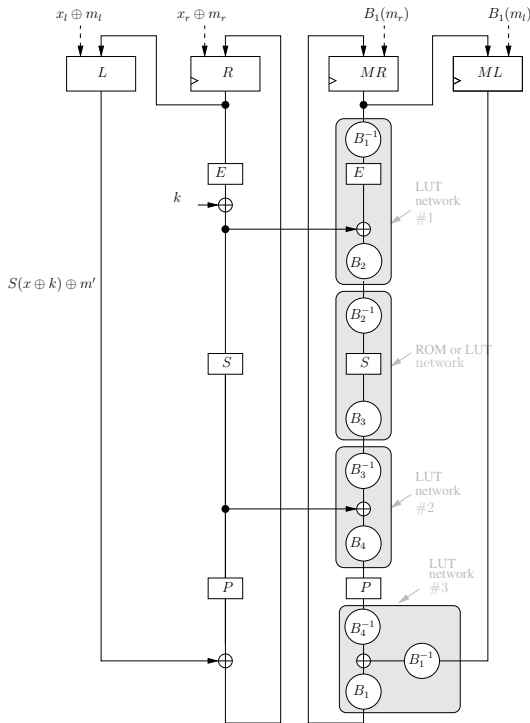 x_l ⊕ m_l
x_r ⊕ m_r
B_1(m_r)
B_1(m_l)
L
R
MR
ML
B_1^{-1}
E
E
LUT
network
#1
k
B_2
S(x ⊕ k) ⊕ m′
B_2^{-1}
ROM or LUT
network
S
S
B_3
B_3^{-1}
LUT
network
#2
B_4
LUT
network
#3
P
P
B_4^{-1}
B_1^{-1}
B_1